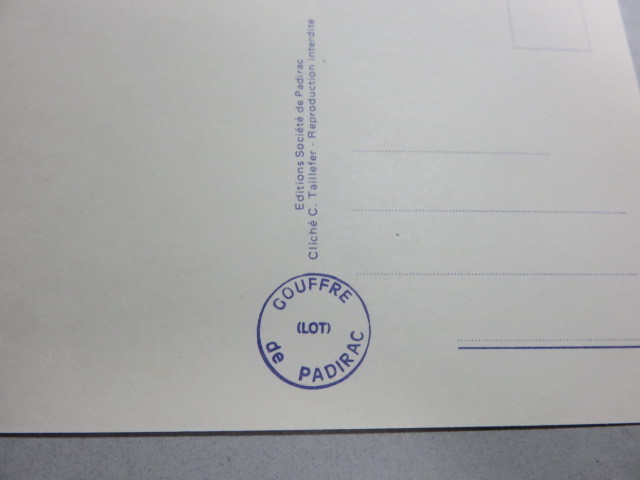 Editions Société de Padirac
Cliché C. Taillefer - Reproduction interdite
GOUFFRE
(LOT)
de PADIRAC